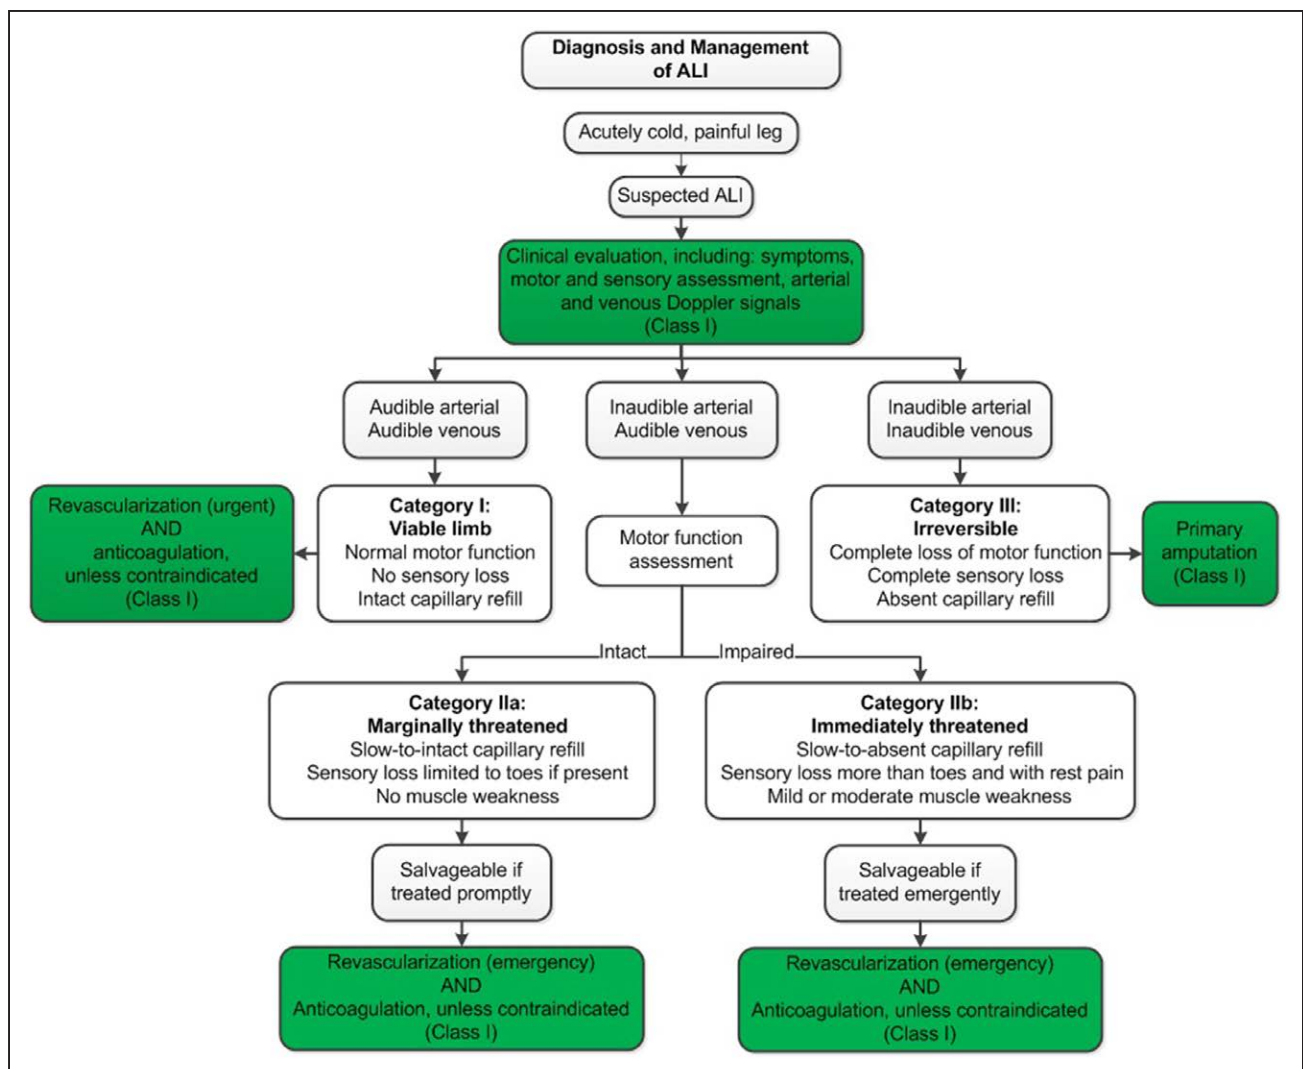 Diagnosis and Management
of ALI
Acutely cold, painful leg
Suspected ALI
Clinical evaluation, including: symptoms,
motor and sensory assessment, arterial
and venous Doppler signals
(Class I)
Audible arterial
Audible venous
Inaudible arterial
Audible venous
Inaudible arterial
Inaudible venous
Revascularization (urgent)
AND
anticoagulation,
unless contraindicated
(Class I)
Category I:
Viable limb
Normal motor function
No sensory loss
Intact capillary refill
Motor function
assessment
Category III:
Irreversible
Complete loss of motor function
Complete sensory loss
Absent capillary refill
Primary
amputation
(Class I)
Intact
Impaired
Category IIa:
Marginally threatened
Slow-to-intact capillary refill
Sensory loss limited to toes if present
No muscle weakness
Category IIb:
Immediately threatened
Slow-to-absent capillary refill
Sensory loss more than toes and with rest pain
Mild or moderate muscle weakness
Salvageable if
treated promptly
Salvageable if
treated emergently
Revascularization (emergency)
AND
Anticoagulation, unless contraindicated
(Class I)
Revascularization (emergency)
AND
Anticoagulation, unless contraindicated
(Class I)